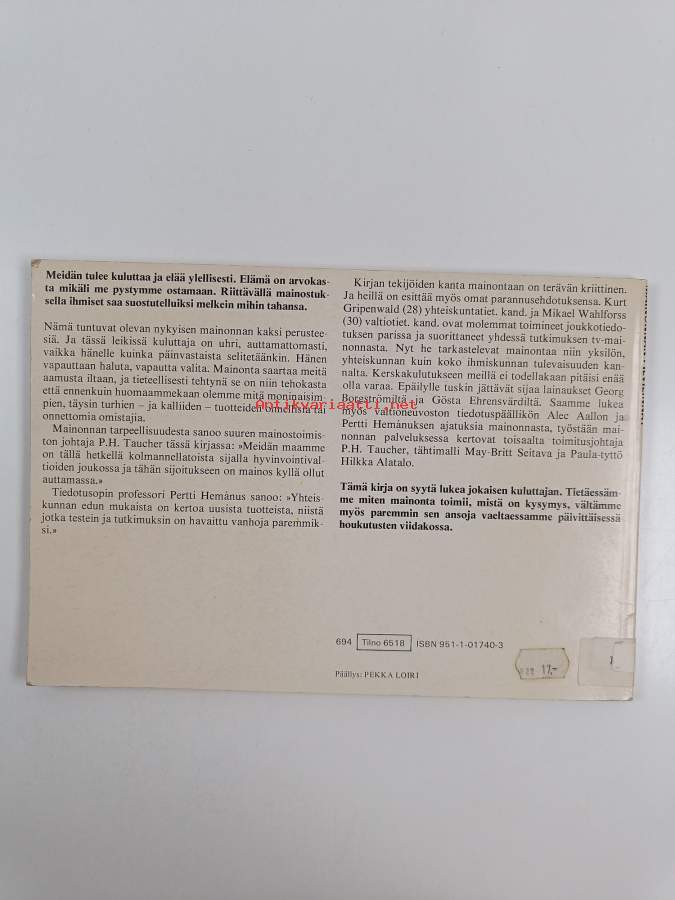 Meidän tulee kuluttaa ja elää ylellisesti. Elämä on arvokas-
ta mikäli me pystymme ostamaan. Riittävällä mainostuk-
sella ihmiset saa suostutelluiksi melkein mihin tahansa.
Nämä tuntuvat olevan nykyisen mainonnan kaksi perustee-
siä. Ja tässä leikissä kuluttaja on uhri, auttamattomasti,
vaikka hänelle kuinka päinvastaista selitetäänkin. Hänen
vapauttaan haluta, vapautta valita. Mainonta saartaa meitä
aamusta iltaan, ja tieteellisesti tehtynä se on niin tehokasta
että ennenkuin huomaammekaan olemme mitä moninaisim-
pien, täysin turhien – ja kalliiden – tuotteiden
onnettomia omistajia.
Mainonnan tarpeellisuudesta sanoo suuren mainostoimis-
ton johtaja P.H. Taucher tässä kirjassa: »Meidän maamme
on tällä hetkellä kolmannellatoista sijalla hyvinvointival-
tioiden joukossa ja tähän sijoitukseen on mainos kyllä ollut
auttamassa.»
Tiedotusopin professori Pertti Hemánus sanoo: »Yhteis-
kunnan edun mukaista on kertoa uusista tuotteista, niistä
jotka testein ja tutkimuksin on havaittu vanhoja paremmik-
si.»
Kirjan tekijöiden kanta mainontaan on terävän kriittinen.
Ja heillä on esittää myös omat parannusehdotuksensa. Kurt
Gripenwald (28) yhteiskuntatiet. kand. ja Mikael Wahlforss
(30) valtiotiet. kand. ovat molemmat toimineet joukkotiedo-
tuksen parissa ja suorittaneet yhdessä tutkimuksen tv-mai-
nonnasta. Nyt he tarkastelevat mainontaa niin yksilön,
yhteiskunnan kuin koko ihmiskunnan tulevaisuuden kan-
nalta. Kerskakulutukseen meillä ei todellakaan pitäisi enää
olla varaa. Epäilylle tuskin jättävät sijaa lainaukset Georg
Borgströmiltä ja Gösta Ehrensvärdiltä. Saamme lukea
myös valtioneuvoston tiedotuspäällikön Alec Aallon ja
Pertti Hemánuksen ajatuksia mainonnasta, työstään mai-
nonnan palveluksessa kertovat toisaalta toimitusjohtaja
P.H. Taucher, tähtimalli May-Britt Seitava ja Paula-tyttö
Hilkka Alatalo.
Tämä kirja on syytä lukea jokaisen kuluttajan. Tietäessäm-
me miten mainonta toimii, mistä on kysymys, vältämme
myös paremmin sen ansoja vaeltaessamme päivittäisessä
houkutusten viidakossa.
694 Tilno 6518 ISBN 951-1-01740-3
Päällys: PEKKA LOIRI
17,-
Antikvariaatti.net